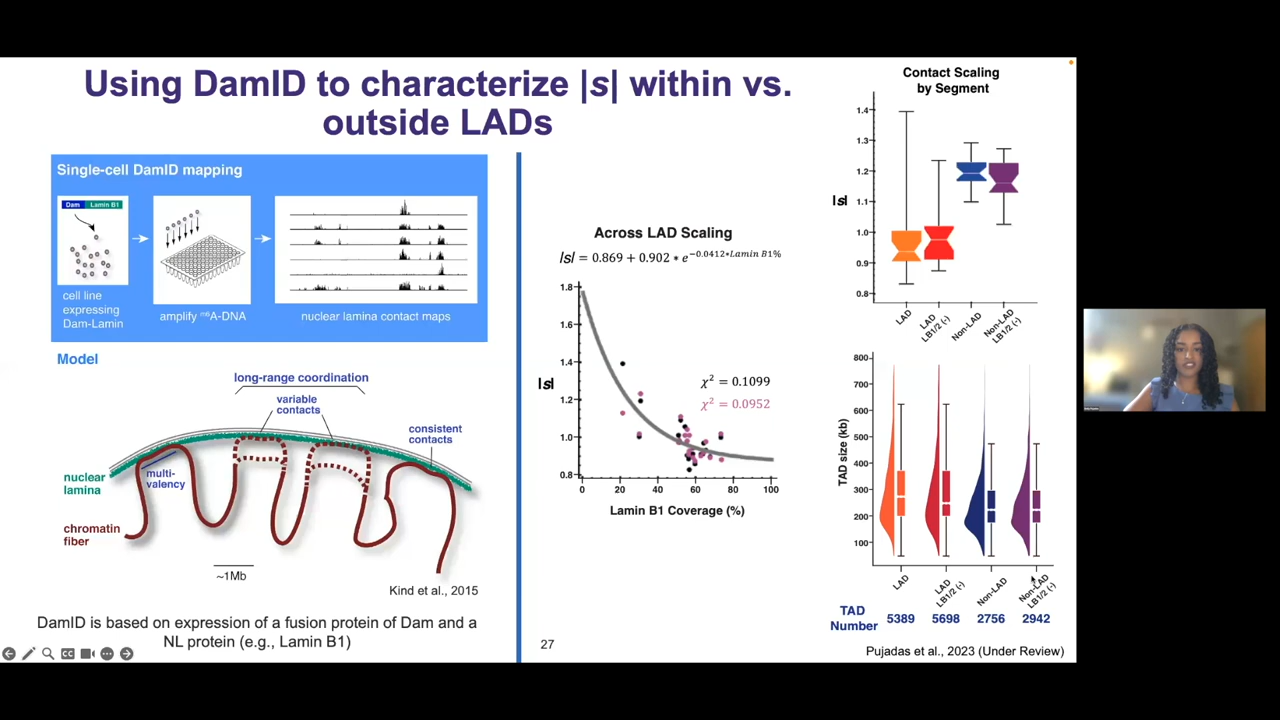 Using DamID to characterize |s| within vs.
outside LADs
Single-cell DamID mapping
Dam Lamin B1
cell line
expressing
Dam-Lamin
amplify m6A-DNA
nuclear lamina contact maps
Model
long-range coordination
variable
contacts
consistent
contacts
multi-
valency
nuclear
lamina
chromatin
fiber
~1Mb
Kind et al., 2015
DamID is based on expression of a fusion protein of Dam and a
NL protein (e.g., Lamin B1)
Across LAD Scaling
|s| = 0.869 + 0.902 * e^−0.0412*Lamin B1%
1.8
1.6
1.4
1.2
1.0
0.8
|s|
χ² = 0.1099
χ² = 0.0952
0 20 40 60 80 100
Lamin B1 Coverage (%)
27
Contact Scaling
by Segment
1.4
1.3
1.2
1.1
1.0
0.9
0.8
|s|
LAD
LAD
LB1/2 (-)
Non-LAD
Non-LAD
LB1/2 (-)
800
700
600
500
400
300
200
100
TAD size (kb)
LAD
LAD
LB1/2 (-)
Non-LAD
Non-LAD
LB1/2 (-)
TAD
Number
5389 5698 2756 2942
Pujadas et al., 2023 (Under Review)